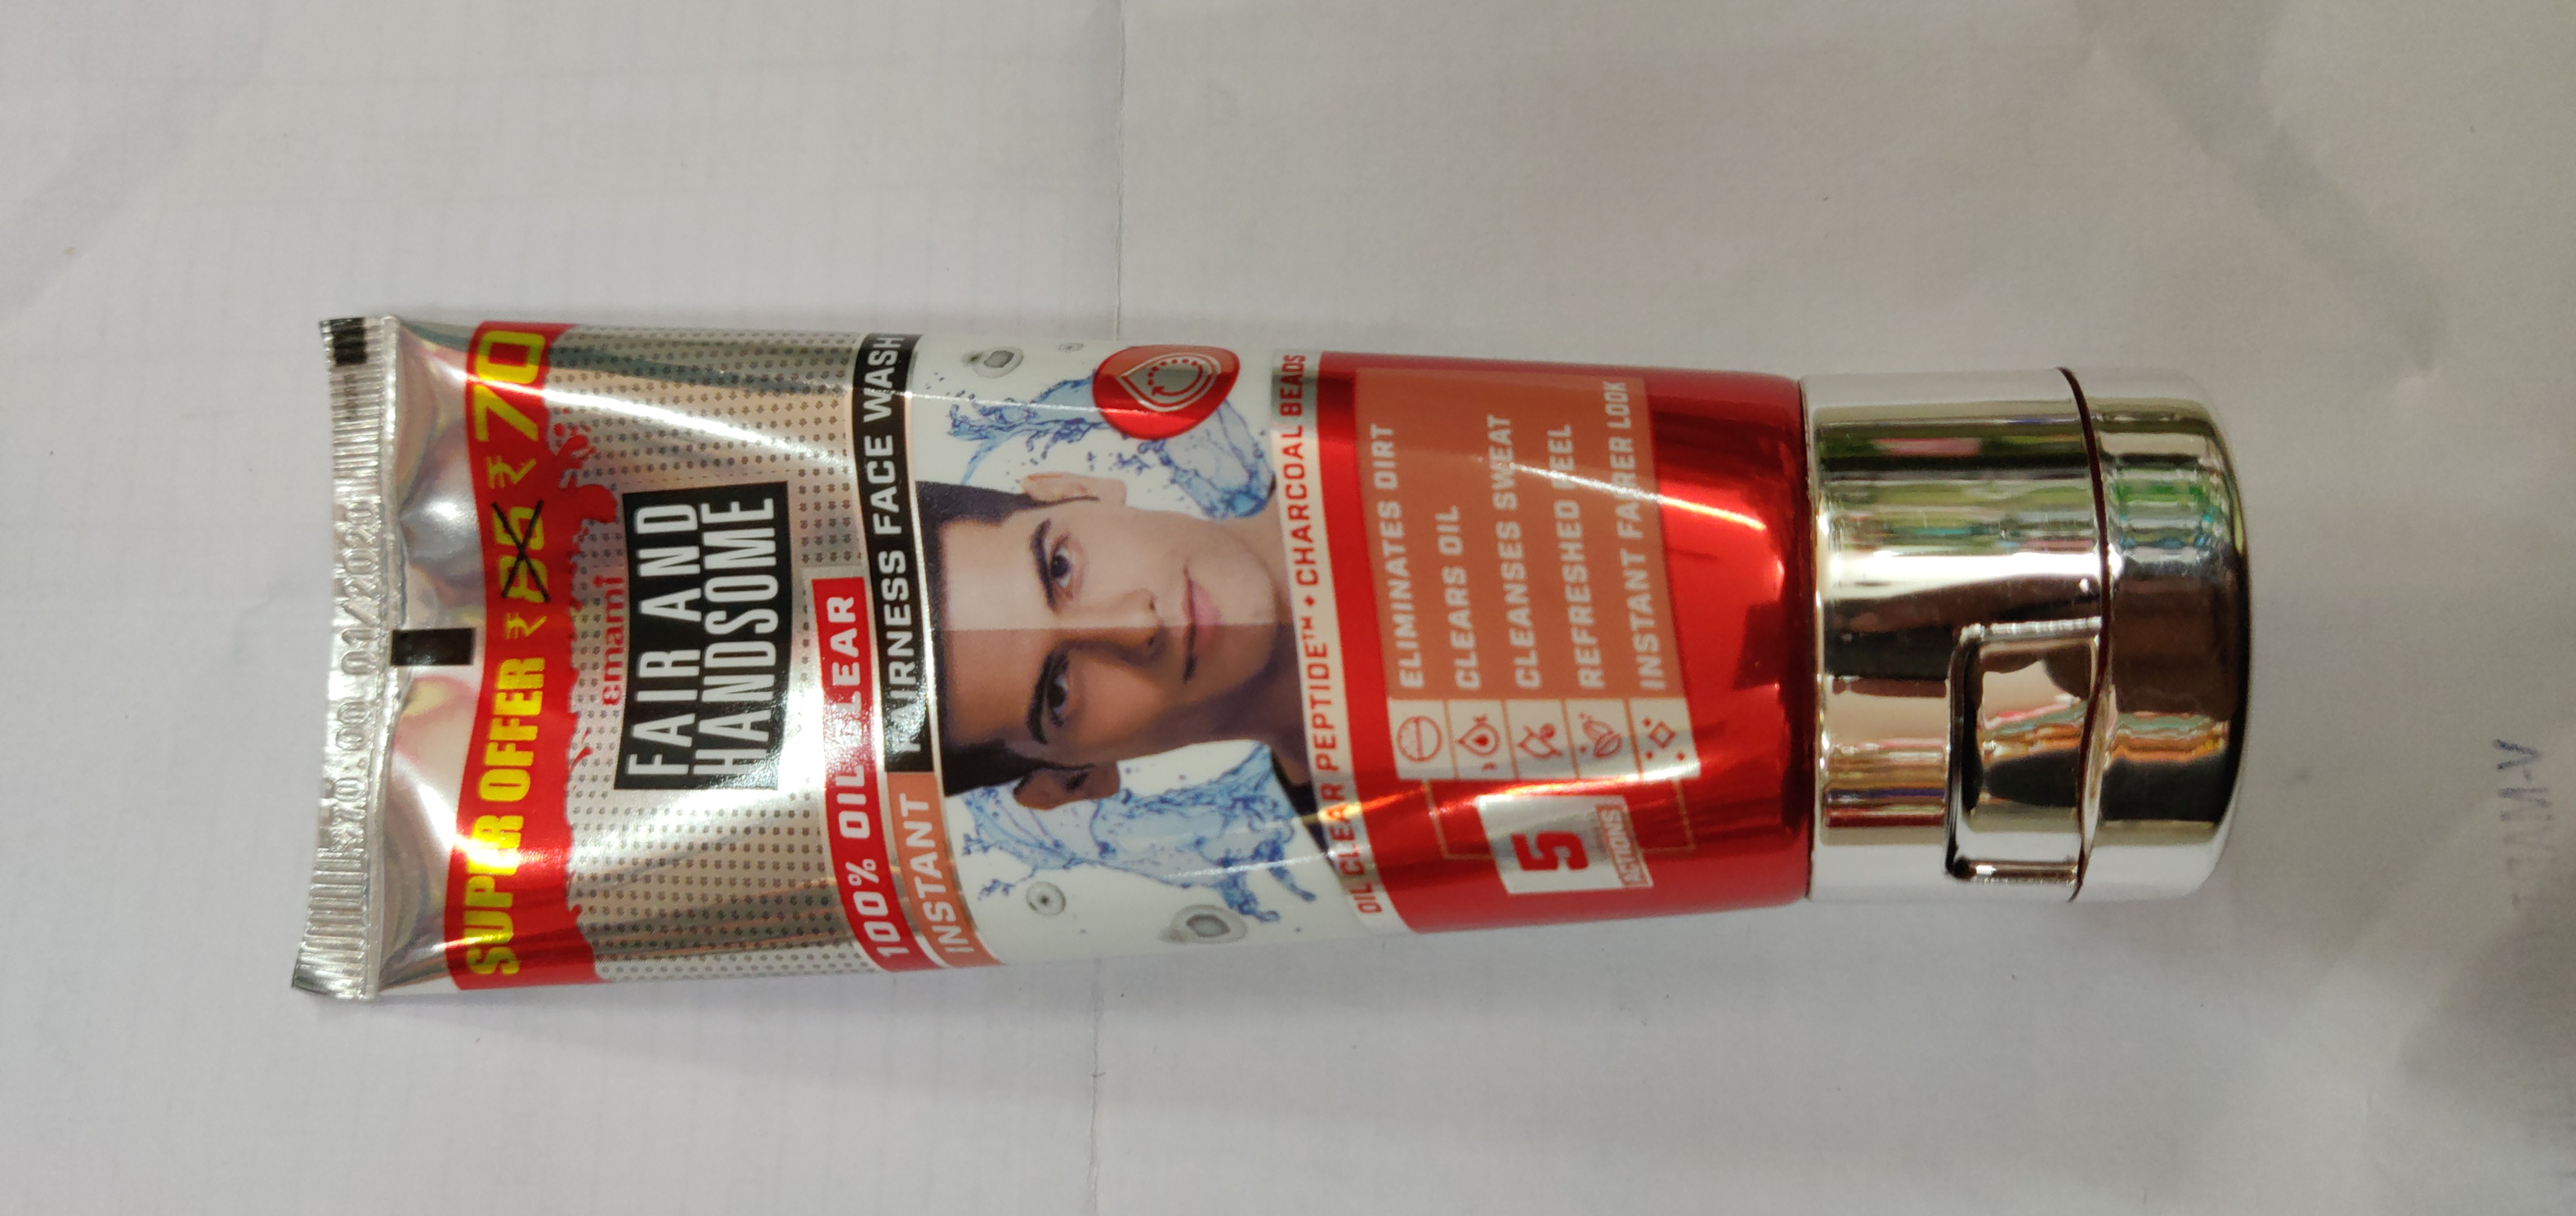 ₹70.00 01/2020
SUPER OFFER ₹85 ₹70
emami
FAIR AND
HANDSOME
100% OIL CLEAR
INSTANT FAIRNESS FACE WASH
OIL CLEAR PEPTIDE™ + CHARCOAL BEADS
ELIMINATES DIRT
CLEARS OIL
CLEANSES SWEAT
REFRESHED FEEL
INSTANT FAIRER LOOK
5
ACTIONS